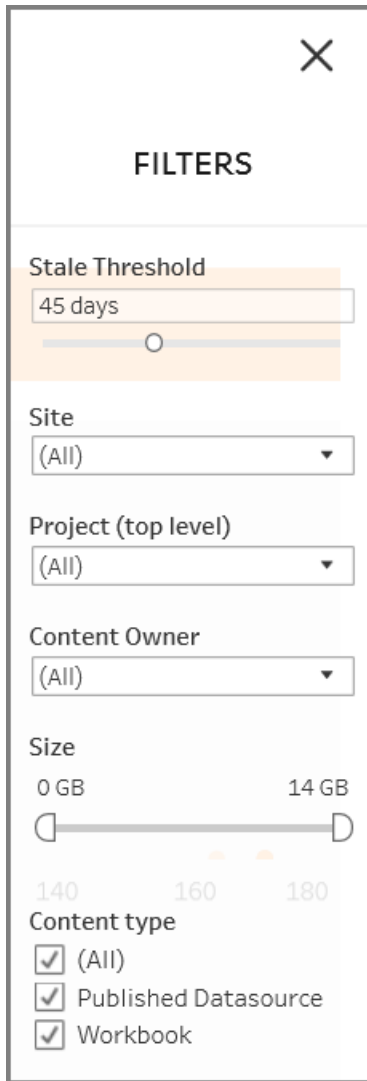 FILTERS
Stale Threshold
45 days
Site
(All)
Project (top level)
(All)
Content Owner
(All)
Size
0 GB 14 GB
140 160 180
Content type
(All)
Published Datasource
Workbook